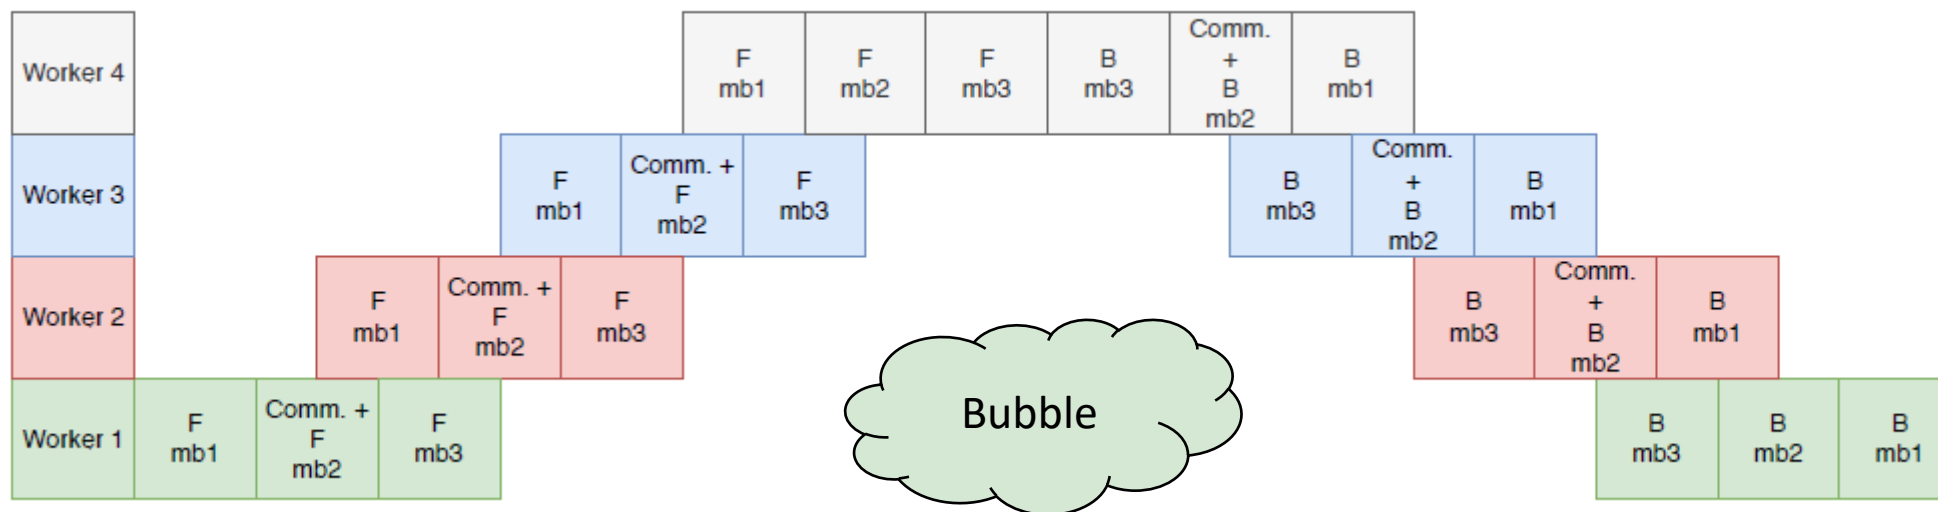 Worker 4
F
mb1
F
mb2
F
mb3
B
mb3
Comm.
+
B
mb2
B
mb1
Worker 3
F
mb1
Comm. +
F
mb2
F
mb3
B
mb3
Comm.
+
B
mb2
B
mb1
Worker 2
F
mb1
Comm. +
F
mb2
F
mb3
B
mb3
Comm.
+
B
mb2
B
mb1
Worker 1
F
mb1
Comm. +
F
mb2
F
mb3
Bubble
B
mb3
B
mb2
B
mb1